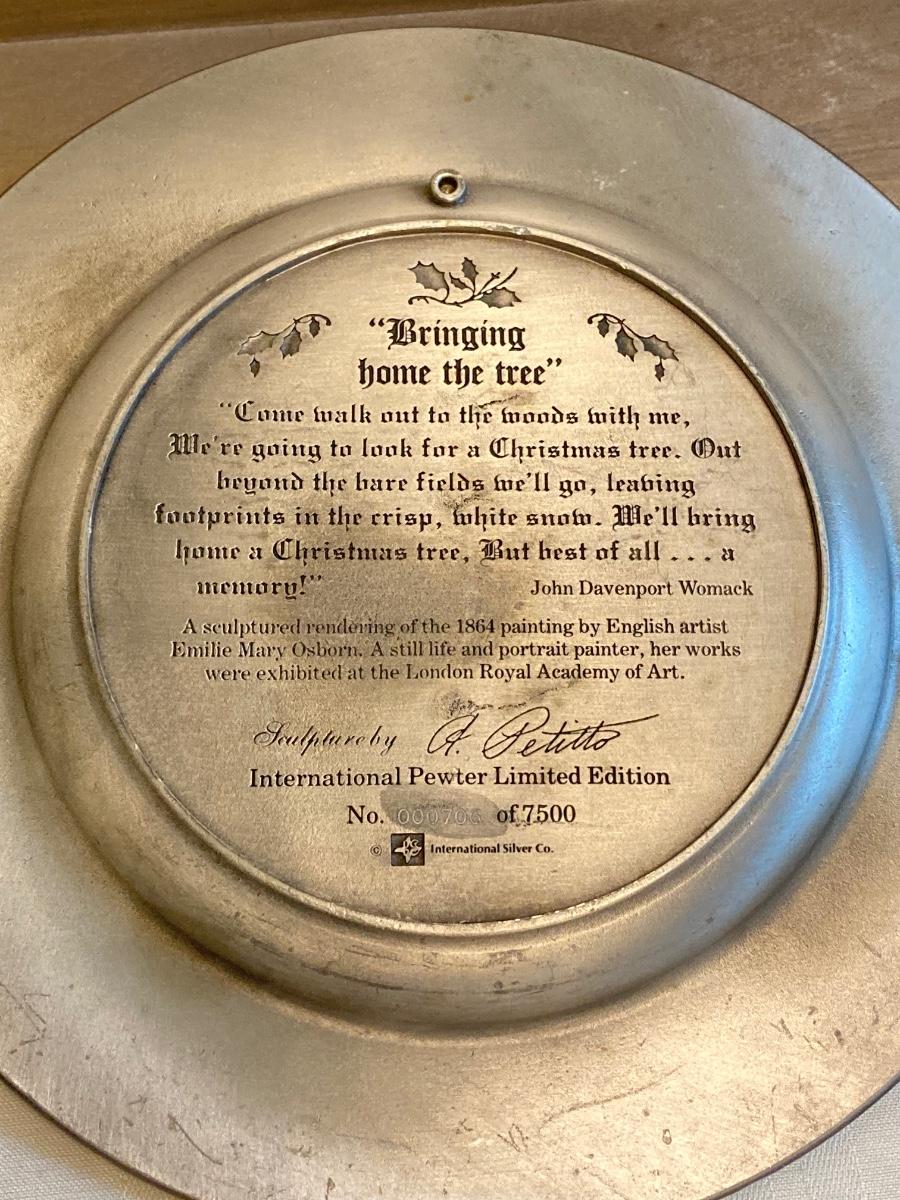 “Bringing
home the tree”
“Come walk out to the woods with me,
We’re going to look for a Christmas tree. Out
beyond the bare fields we’ll go, leaving
footprints in the crisp, white snow. We’ll bring
home a Christmas tree, But best of all . . . a
memory!” John Davenport Womack
A sculptured rendering of the 1864 painting by English artist
Emilie Mary Osborn. A still life and portrait painter, her works
were exhibited at the London Royal Academy of Art.
Sculpture by A. Petitto
International Pewter Limited Edition
No. of 7500
© International Silver Co.